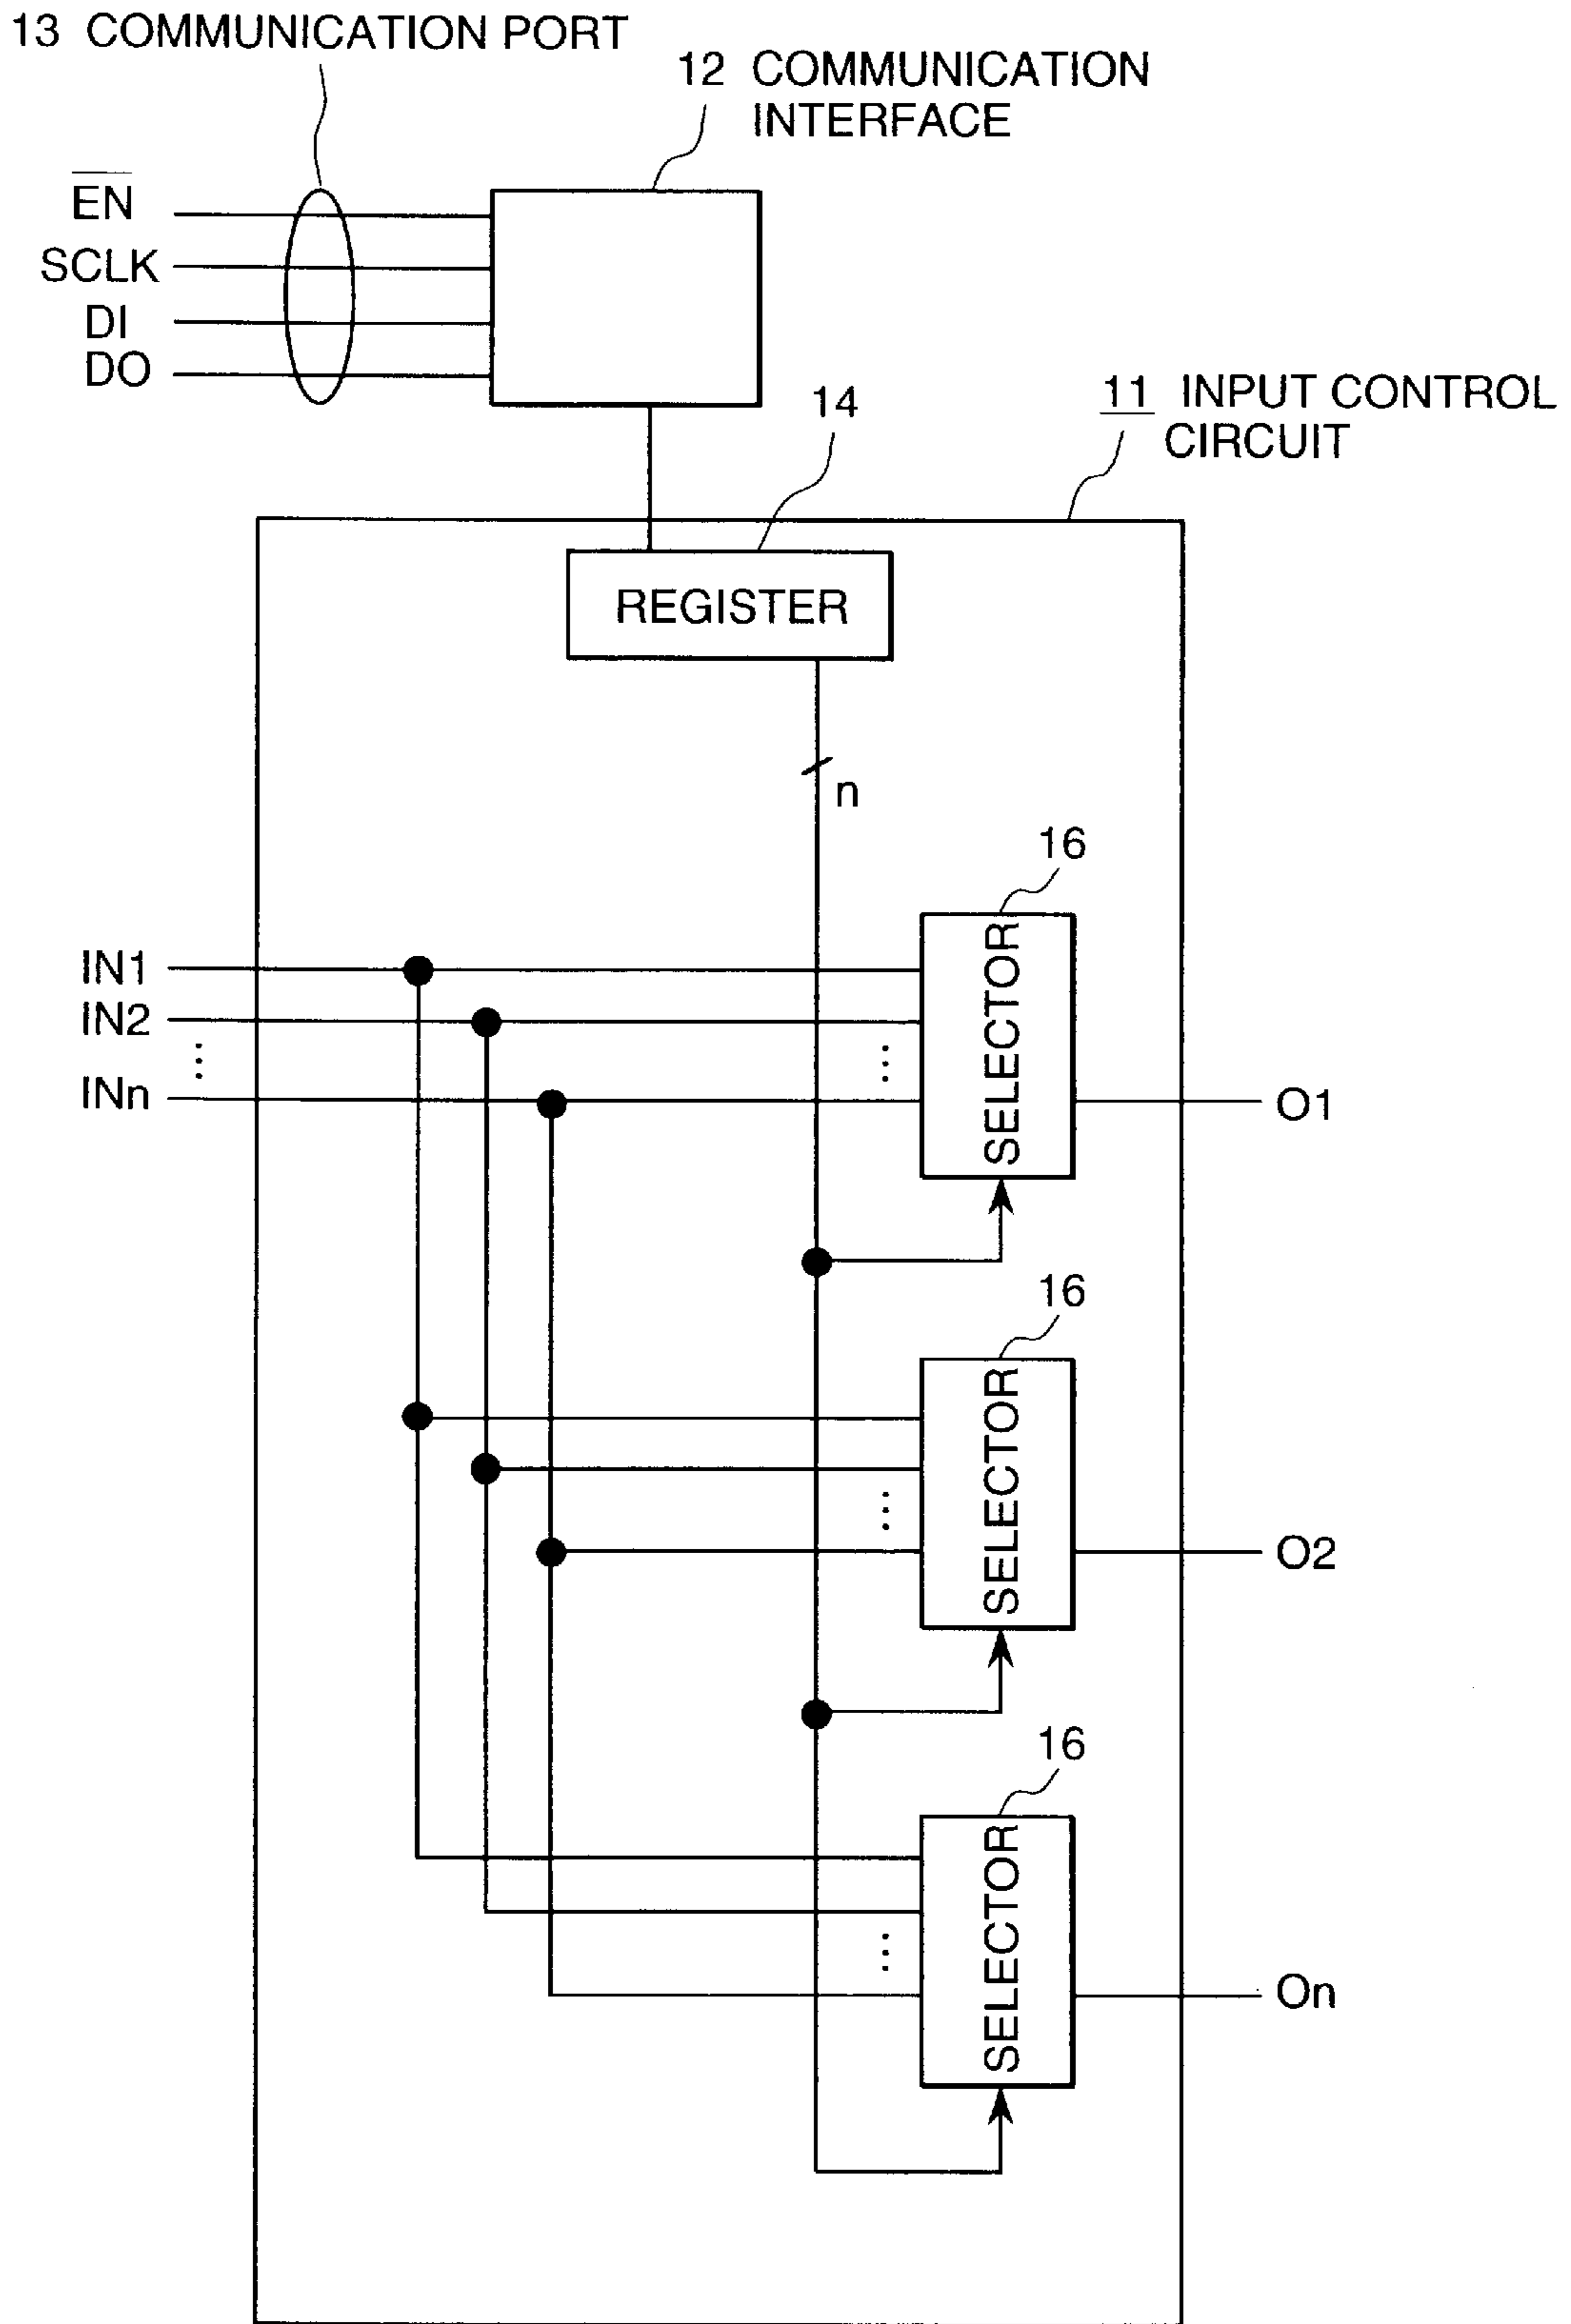 13 COMMUNICATION PORT
12 COMMUNICATION
INTERFACE
E̅N̅
SCLK
DI
DO
14
11 INPUT CONTROL
CIRCUIT
REGISTER
n
16
IN1
IN2
⋮
INn
⋮
SELECTOR
O1
16
⋮
SELECTOR
O2
16
⋮
SELECTOR
On